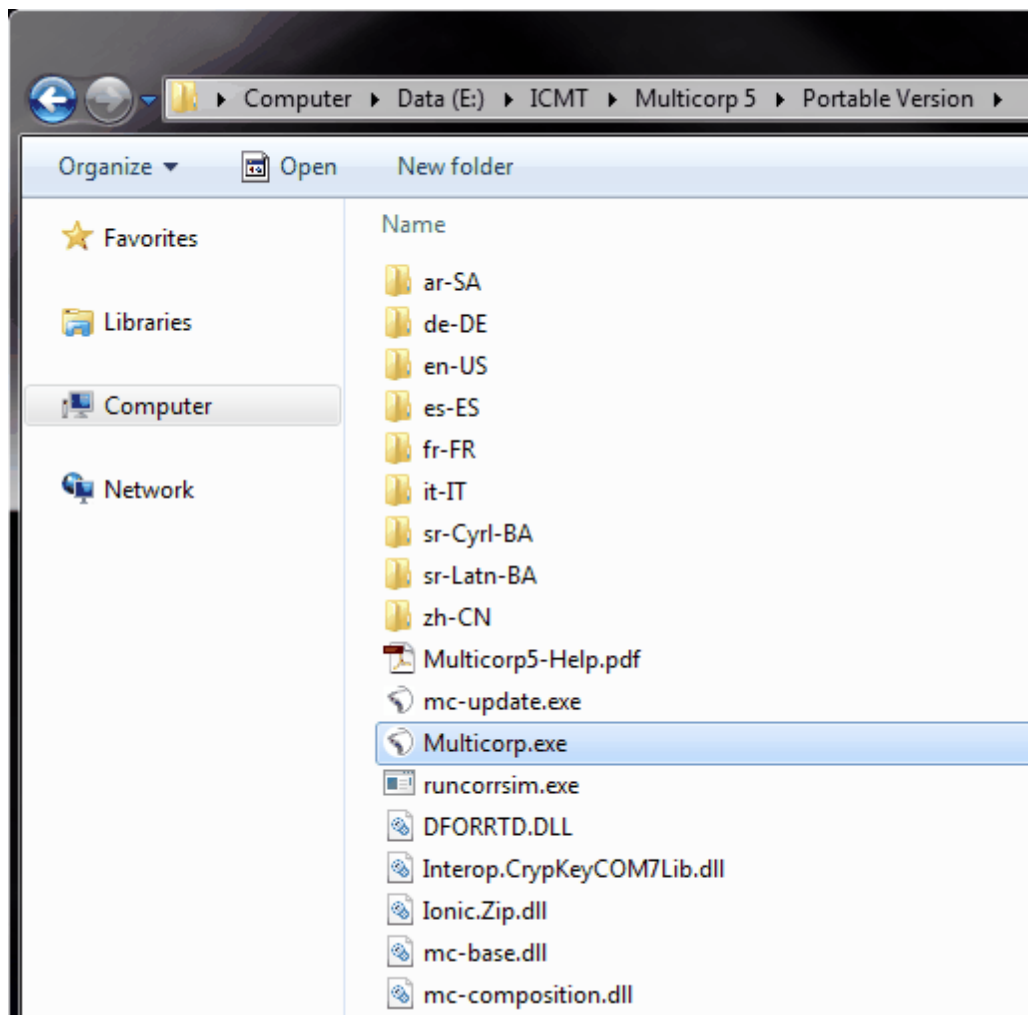 Computer Data (E:) ICMT Multicorp 5 Portable Version
Organize Open New folder
Favorites
Libraries
Computer
Network
Name
ar-SA
de-DE
en-US
es-ES
fr-FR
it-IT
sr-Cyrl-BA
sr-Latn-BA
zh-CN
Multicorp5-Help.pdf
mc-update.exe
Multicorp.exe
runcorrsim.exe
DFORRTD.DLL
Interop.CrypKeyCOM7Lib.dll
Ionic.Zip.dll
mc-base.dll
mc-composition.dll